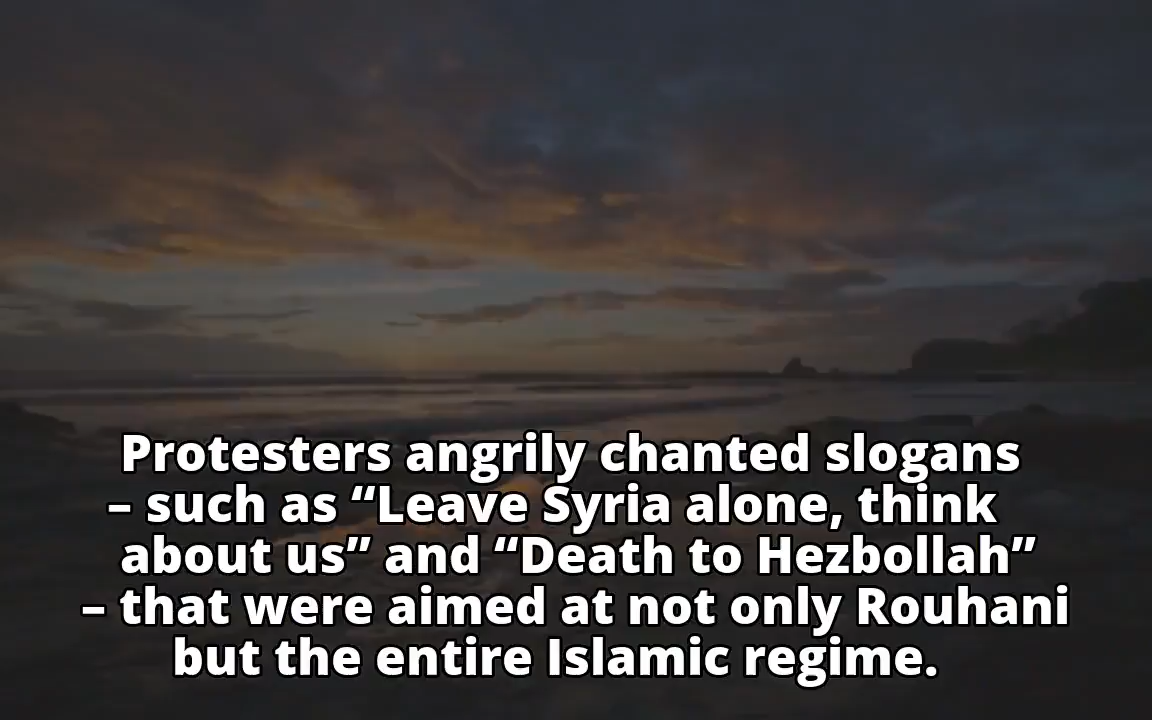 Protesters angrily chanted slogans
– such as “Leave Syria alone, think
about us” and “Death to Hezbollah”
– that were aimed at not only Rouhani
but the entire Islamic regime.